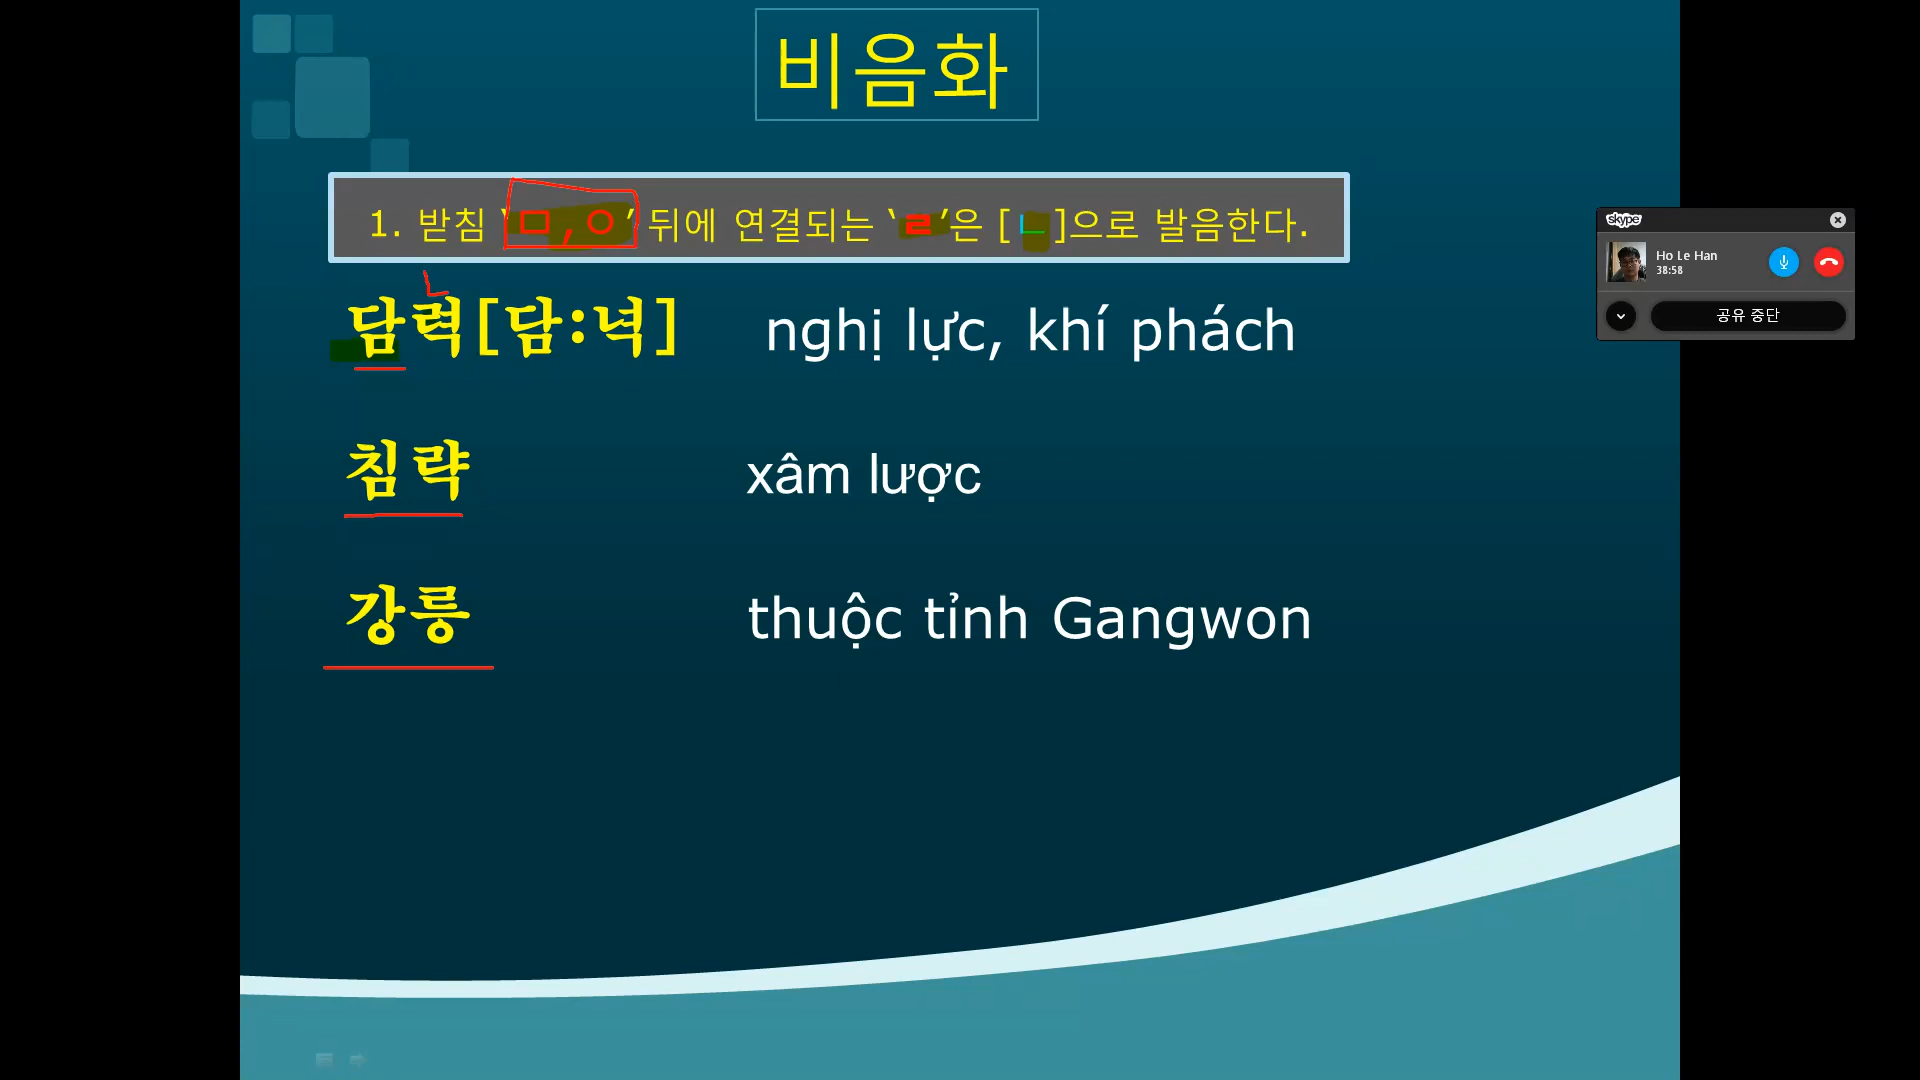 비음화
1. 받침 ‘ㅁ,ㅇ’ 뒤에 연결되는 ‘ㄹ’은 [ㄴ]으로 발음한다.
ㄴ
담력[담:녁] nghị lực, khí phách
침략 xâm lược
강릉 thuộc tỉnh Gangwon
skype
Ho Le Han
38:58
공유 중단